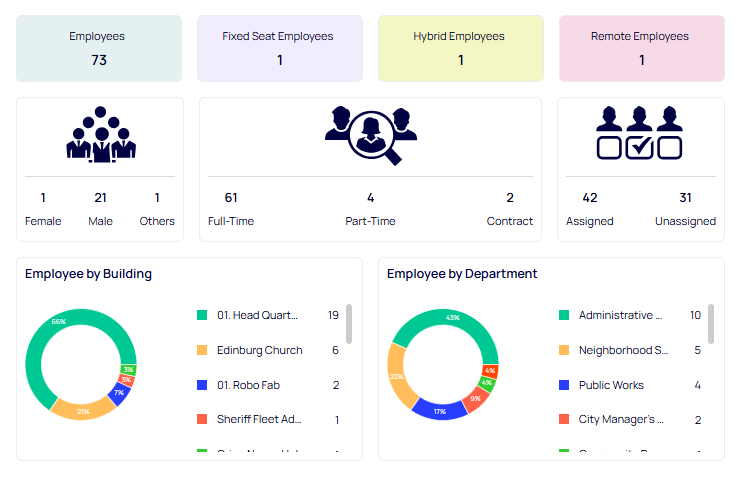 Employees
73
Fixed Seat Employees
1
Hybrid Employees
1
Remote Employees
1
1
Female
21
Male
1
Others
61
Full-Time
4
Part-Time
2
Contract
42
Assigned
31
Unassigned
Employee by Building
66%
3%
3%
7%
21%
01. Head Quart... 19
Edinburg Church 6
01. Robo Fab 2
Sheriff Fleet Ad... 1
Employee by Department
43%
4%
4%
9%
17%
22%
Administrative ... 10
Neighborhood S... 5
Public Works 4
City Manager's ... 2